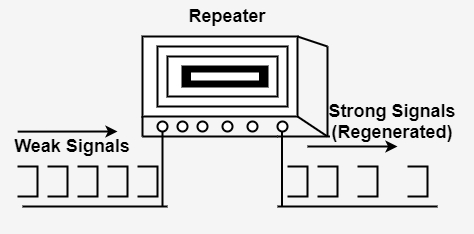 Repeater
Weak Signals
Strong Signals
(Regenerated)